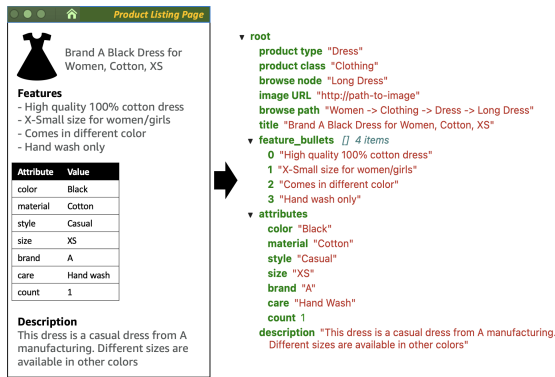 Product Listing Page
Brand A Black Dress for
Women, Cotton, XS
Features
- High quality 100% cotton dress
- X-Small size for women/girls
- Comes in different color
- Hand wash only
Attribute Value
color Black
material Cotton
style Casual
size XS
brand A
care Hand wash
count 1
Description
This dress is a casual dress from A
manufacturing. Different sizes are
available in other colors
root
product type "Dress"
product class "Clothing"
browse node "Long Dress"
image URL "http://path-to-image"
browse path "Women -> Clothing -> Dress -> Long Dress"
title "Brand A Black Dress for Women, Cotton, XS"
feature_bullets [] 4 items
0 "High quality 100% cotton dress"
1 "X-Small size for women/girls"
2 "Comes in different color"
3 "Hand wash only"
attributes
color "Black"
material "Cotton"
style "Casual"
size "XS"
brand "A"
care "Hand Wash"
count 1
description "This dress is a casual dress from A manufacturing.
Different sizes are available in other colors"